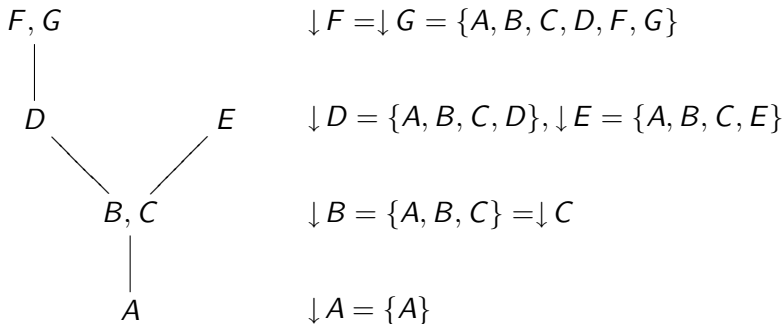 F, G ↓ F =↓ G = {A, B, C, D, F, G}
D E ↓ D = {A, B, C, D}, ↓ E = {A, B, C, E}
B, C ↓ B = {A, B, C} =↓ C
A ↓ A = {A}